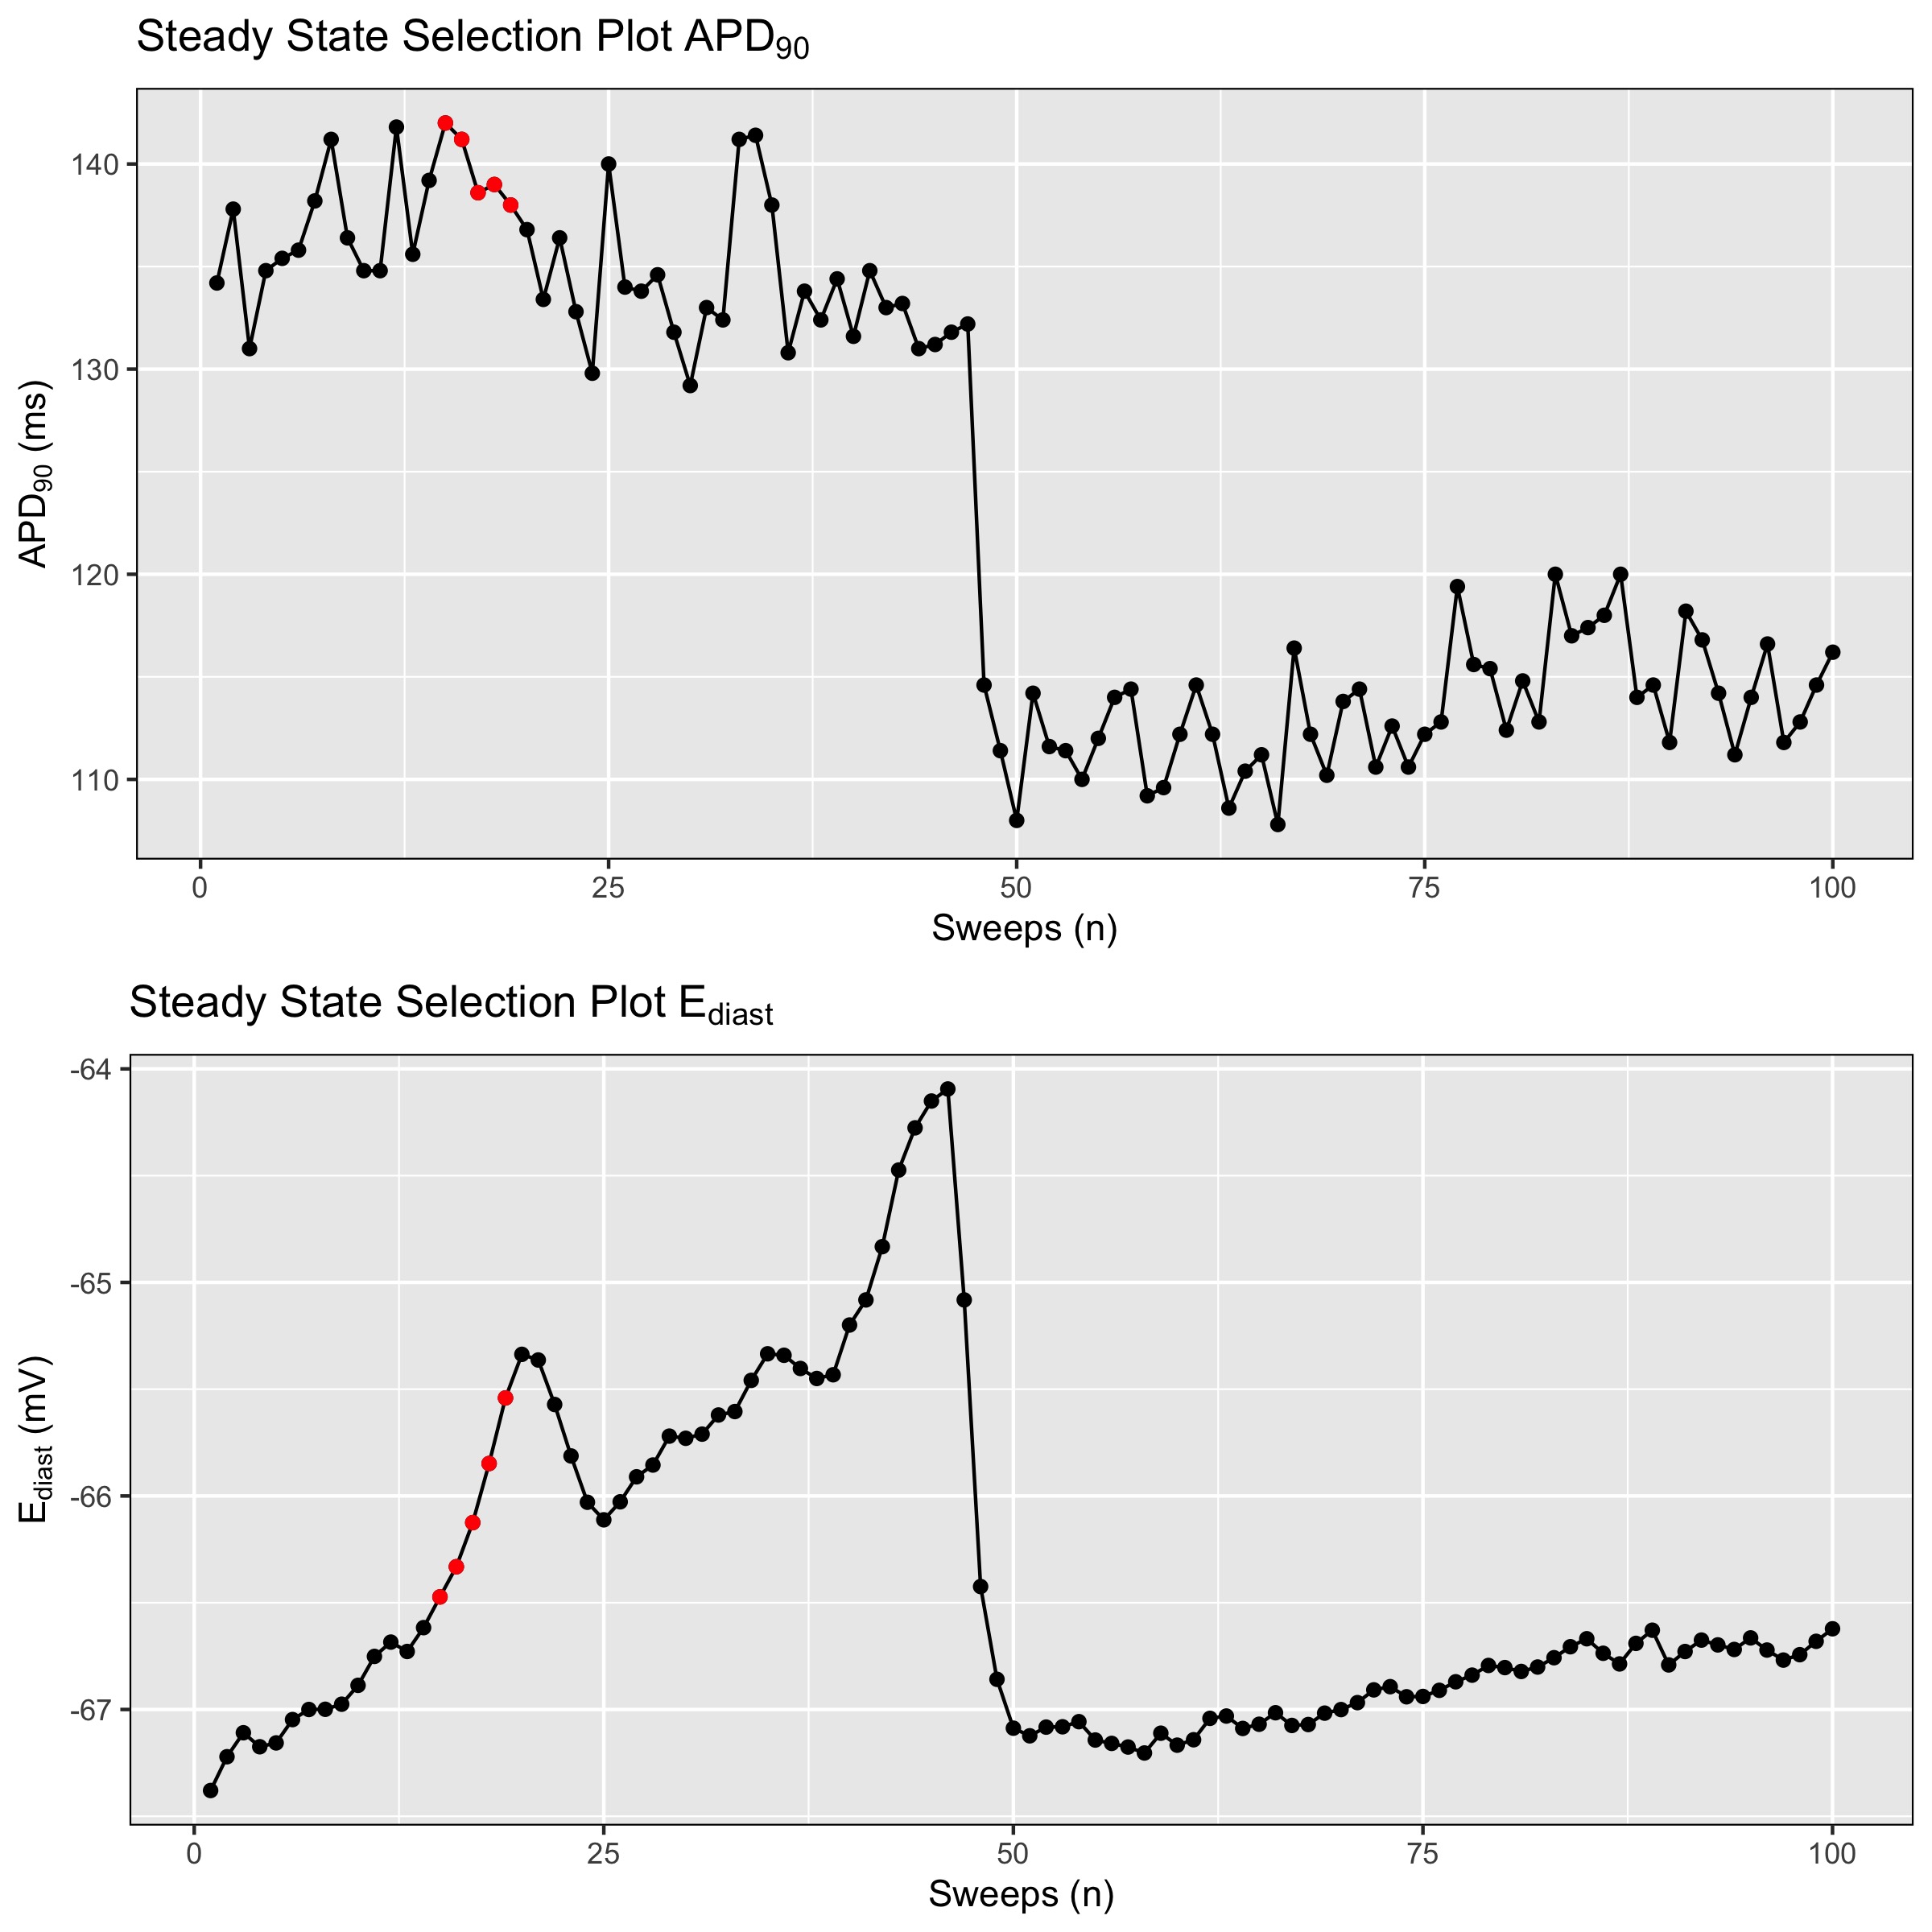 Steady State Selection Plot APD90
140
130
120
110
APD90 (ms)
0 25 50 75 100
Sweeps (n)
Steady State Selection Plot Ediast
-64
-65
-66
-67
Ediast (mV)
0 25 50 75 100
Sweeps (n)